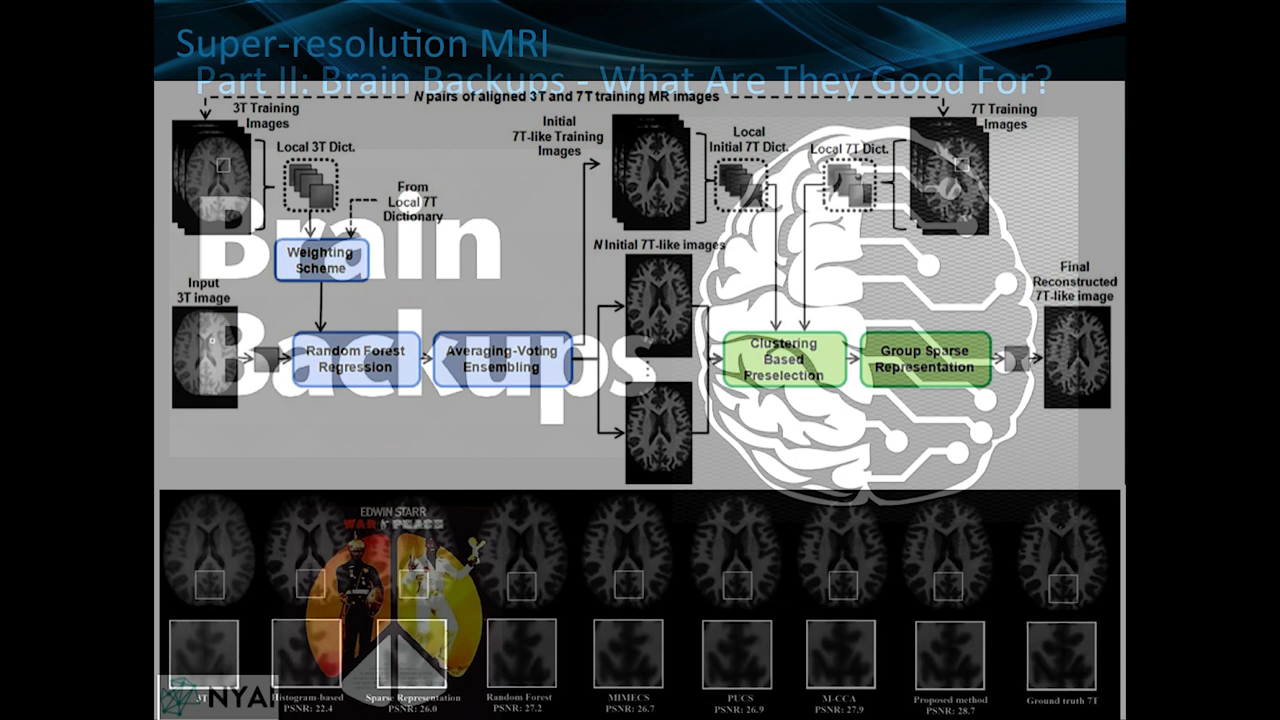 Super-resolution MRI
Part II: Brain Backups - What Are They Good For?
N pairs of aligned 3T and 7T training MR images
3T Training
Images
Local 3T Dict.
From
Local 7T
Dictionary
Initial
7T-like Training
Images
Local
Initial 7T Dict.
Local 7T Dict.
7T Training
Images
Brain
Backups
Weighting
Scheme
N Initial 7T-like images
Input
3T image
Final
Reconstructed
7T-like image
Random Forest
Regression
Averaging-Voting
Ensembling
Clustering
Based
Preselection
Group Sparse
Representation
EDWIN STARR
WAR & PEACE
NYAI
3T
Histogram-based
PSNR: 22.4
Sparse Representation
PSNR: 26.0
Random Forest
PSNR: 27.2
MIMECS
PSNR: 26.7
PUCS
PSNR: 26.9
M-CCA
PSNR: 27.9
Proposed method
PSNR: 28.7
Ground truth 7T